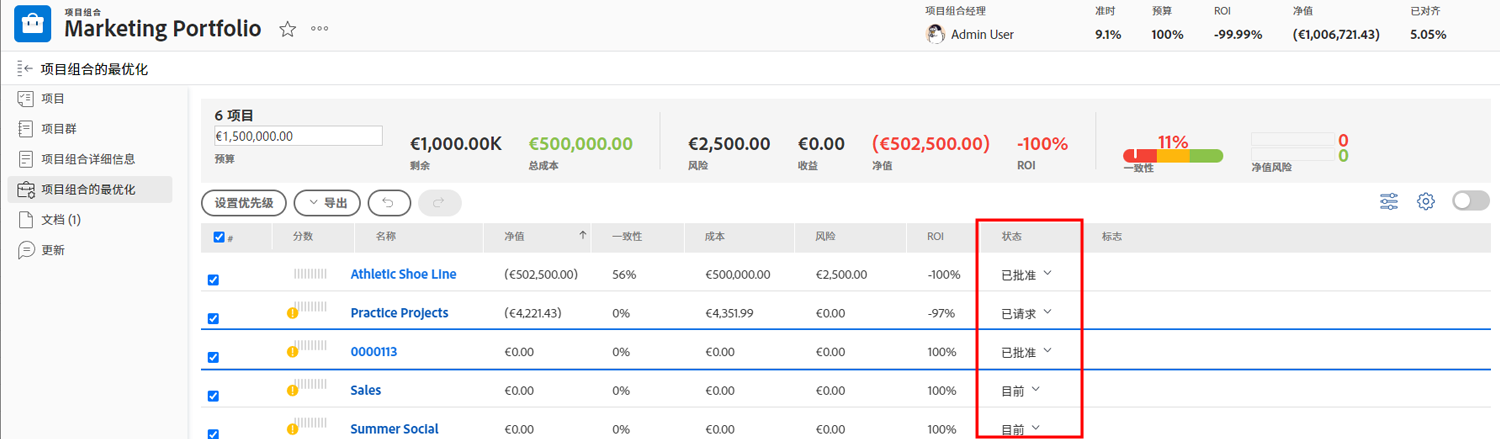 项目组合
Marketing Portfolio
项目组合经理
Admin User
准时 预算 ROI 净值 已对齐
9.1% 100% -99.99% (€1,006,721.43) 5.05%
项目组合的最优化
项目
项目群
项目组合详细信息
项目组合的最优化
文档 (1)
更新
6 项目
€1,500,000.00
预算
€1,000.00K
剩余
€500,000.00
总成本
€2,500.00
风险
€0.00
收益
(€502,500.00)
净值
-100%
ROI
11%
一致性
0
0
净值风险
设置优先级 导出
# 分数 名称 净值 一致性 成本 风险 ROI 状态 标志
Athletic Shoe Line (€502,500.00) 56% €500,000.00 €2,500.00 -100% 已批准
Practice Projects (€4,221.43) 0% €4,351.99 €0.00 -97% 已请求
0000113 €0.00 0% €0.00 €0.00 100% 已批准
Sales €0.00 0% €0.00 €0.00 100% 目前
Summer Social €0.00 0% €0.00 €0.00 100% 目前